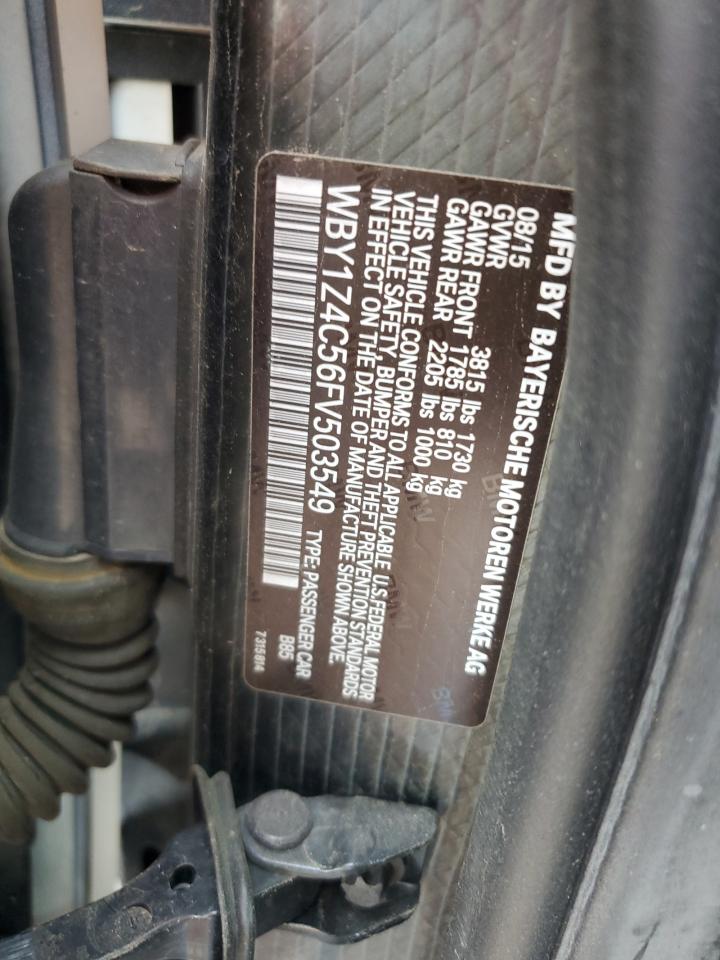 MFD BY BAYERISCHE MOTOREN WERKE AG
08/15
GVWR 3815 lbs 1730 kg
GAWR FRONT 1785 lbs 810 kg
GAWR REAR 2205 lbs 1000 kg
THIS VEHICLE CONFORMS TO ALL APPLICABLE U.S.FEDERAL MOTOR
VEHICLE SAFETY, BUMPER AND THEFT PREVENTION STANDARDS
IN EFFECT ON THE DATE OF MANUFACTURE SHOWN ABOVE.
WBY1Z4C56FV503549 TYPE: PASSENGER CAR
B85
7315614